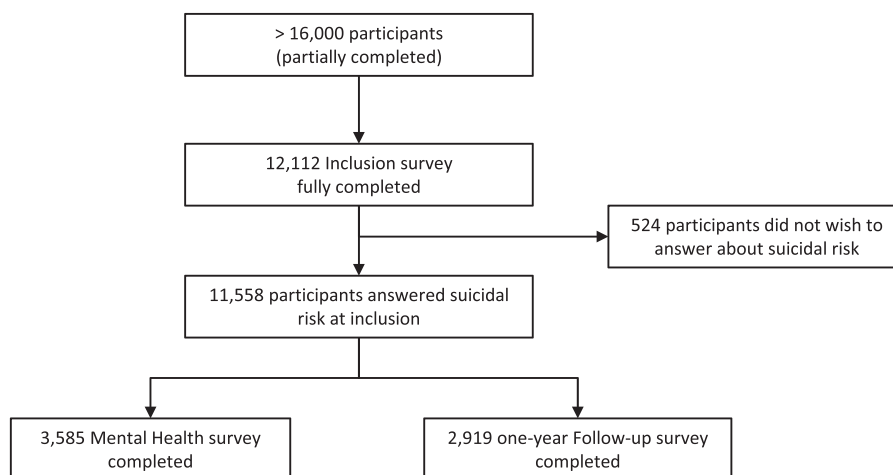 > 16,000 participants
(partially completed)
12,112 Inclusion survey
fully completed
524 participants did not wish to
answer about suicidal risk
11,558 participants answered suicidal
risk at inclusion
3,585 Mental Health survey
completed
2,919 one-year Follow-up survey
completed